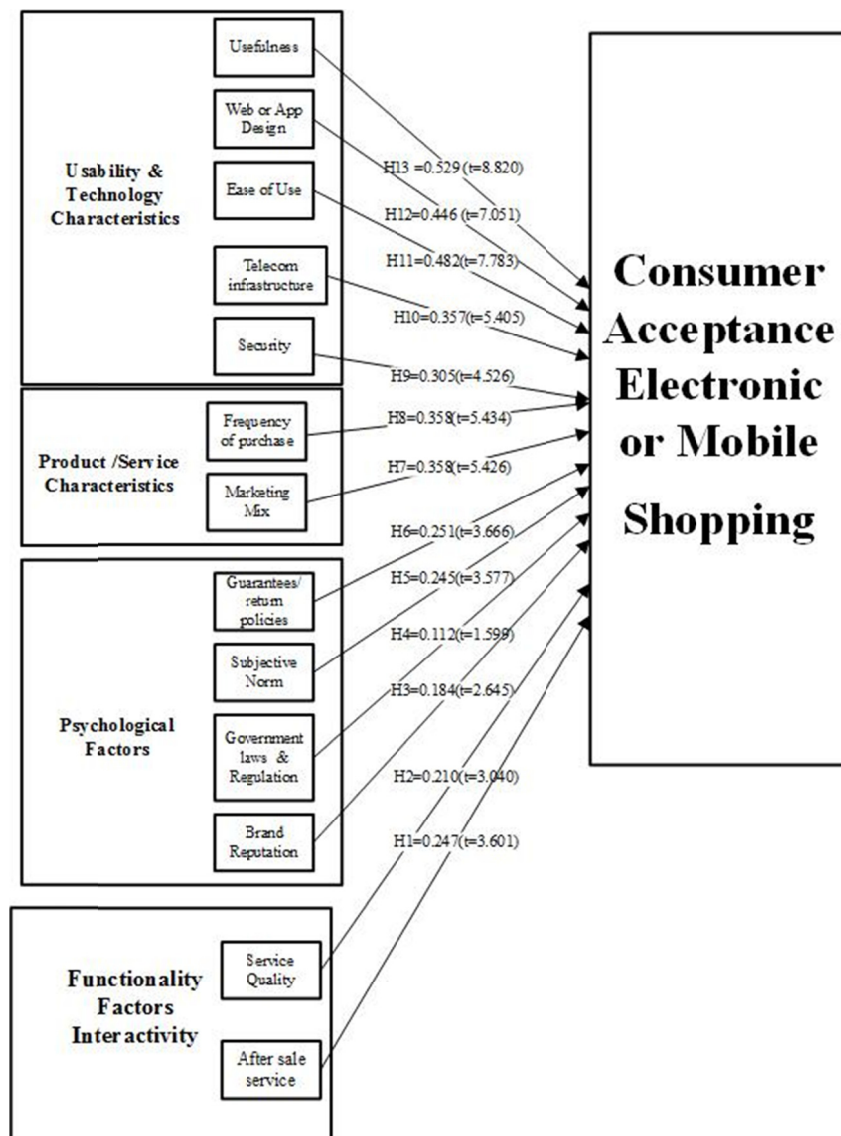 Usefulness
Web or App
Design
Usability &
Technology
Characteristics
Ease of Use
Telecom
infrastructure
Security
H13 =0.529 (t=8.820)
H12=0.446 (t=7.051)
H11=0.482(t=7.783)
H10=0.357(t=5.405)
H9=0.305(t=4.526)
Frequency
of purchase
Product /Service
Characteristics
Marketing
Mix
H8=0.358(t=5.434)
H7=0.358(t=5.426)
Guarantees/
return
policies
Subjective
Norm
Psychological
Factors
Government
laws &
Regulation
Brand
Reputation
H6=0.251(t=3.666)
H5=0.245(t=3.577)
H4=0.112(t=1.599)
H3=0.184(t=2.645)
H2=0.210(t=3.040)
H1=0.247(t=3.601)
Service
Quality
Functionality
Factors
Interactivity
After sale
service
Consumer
Acceptance
Electronic
or Mobile
Shopping